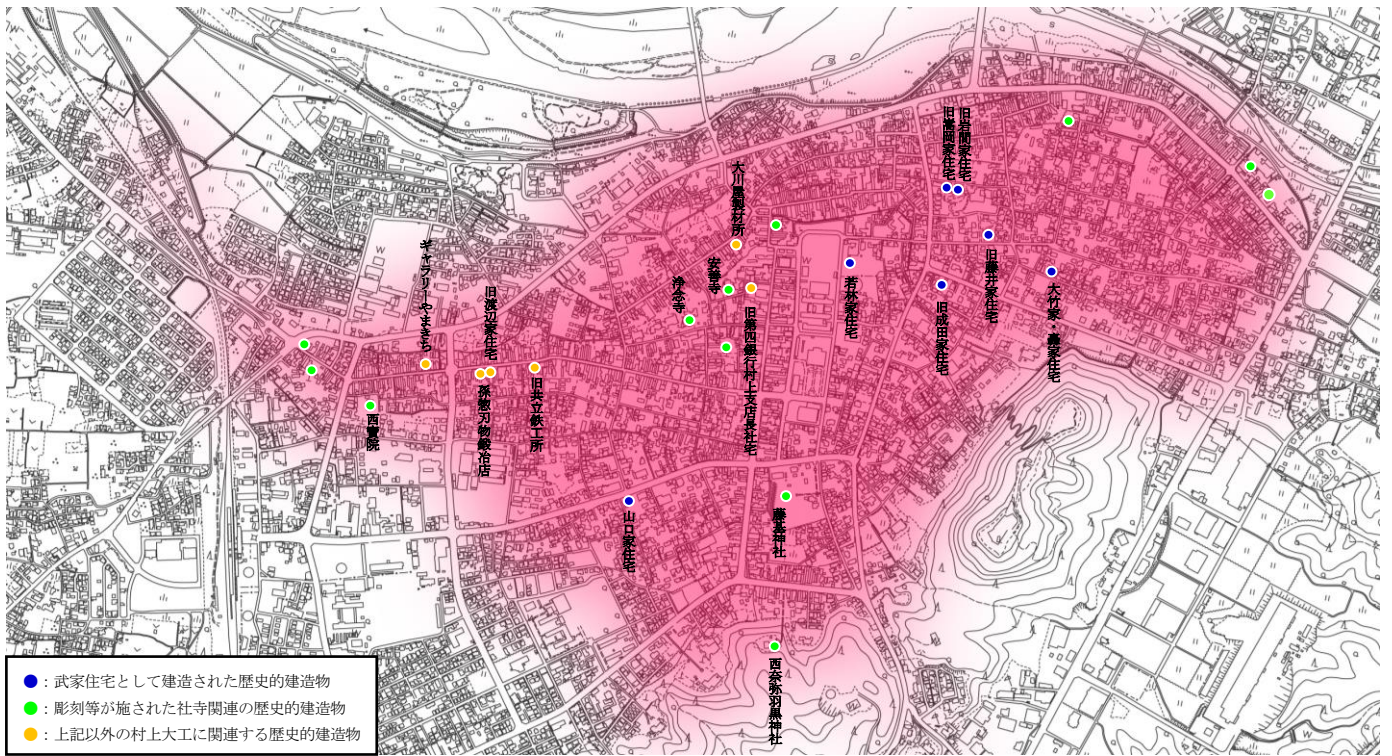 旧岩間家住宅
旧嵩岡家住宅
大川屋製材所
安善寺
浄念寺
旧第四銀行村上支店長社宅
若林家住宅
旧藤井家住宅
旧成田家住宅
大竹家・嵩家住宅
ギャラリーやまきち
旧渡辺家住宅
孫惣刃物鍛冶店
旧共立鉄工所
山口家住宅
藤基神社
西奈弥羽黒神社
●：武家住宅として建造された歴史的建造物
●：彫刻等が施された社寺関連の歴史的建造物
●：上記以外の村上大工に関連する歴史的建造物